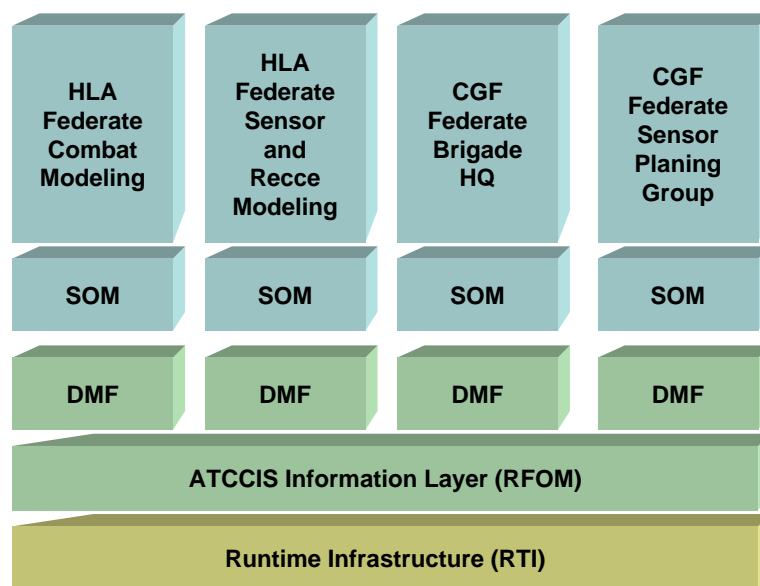 HLA
Federate
Combat
Modeling
HLA
Federate
Sensor
and
Recce
Modeling
CGF
Federate
Brigade
HQ
CGF
Federate
Sensor
Planing
Group
SOM
SOM
SOM
SOM
DMF
DMF
DMF
DMF
ATCCIS Information Layer (RFOM)
Runtime Infrastructure (RTI)